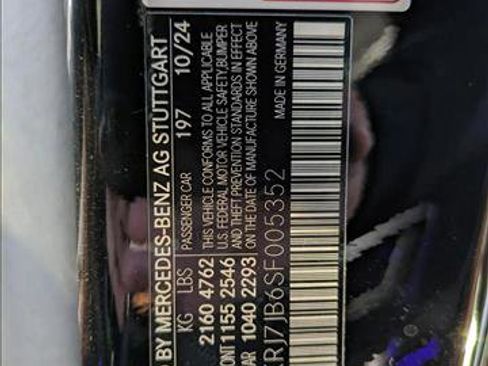 BY MERCEDES-BENZ AG STUTTGART
PASSENGER CAR 197 10/24
KG LBS
2160 4762
1155 2546
1040 2293
THIS VEHICLE CONFORMS TO ALL APPLICABLE
U.S. FEDERAL MOTOR VEHICLE SAFETY, BUMPER
AND THEFT PREVENTION STANDARDS IN EFFECT
ON THE DATE OF MANUFACTURE SHOWN ABOVE
MADE IN GERMANY
RJ7JB6SF005352